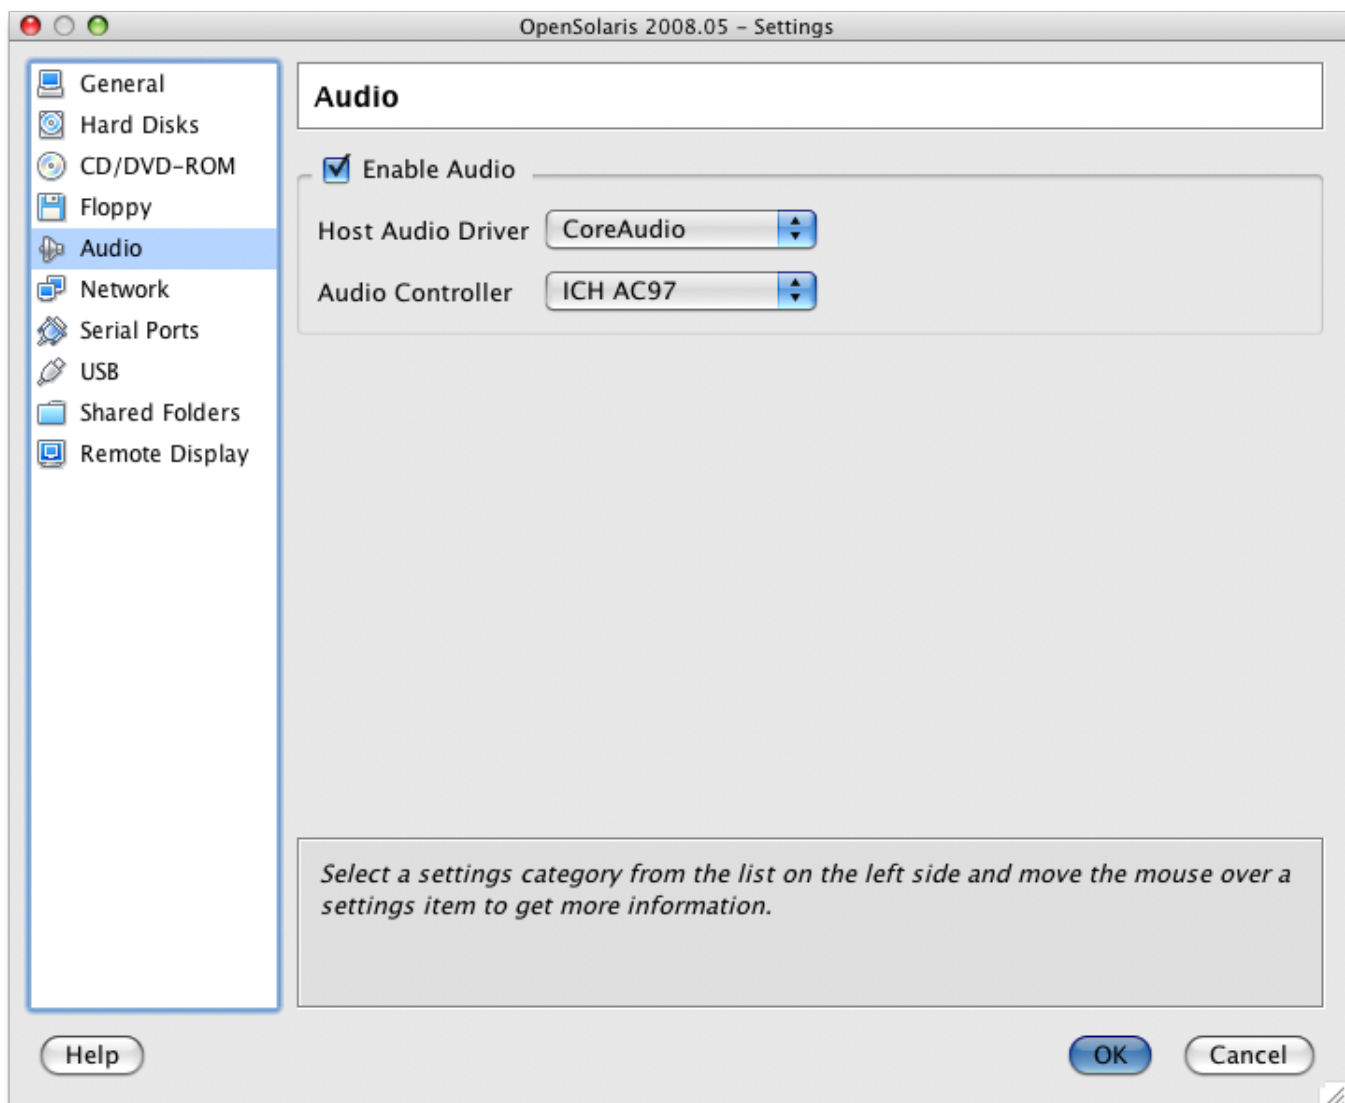 OpenSolaris 2008.05 – Settings
General
Hard Disks
CD/DVD-ROM
Floppy
Audio
Network
Serial Ports
USB
Shared Folders
Remote Display
Audio
Enable Audio
Host Audio Driver CoreAudio
Audio Controller ICH AC97
Select a settings category from the list on the left side and move the mouse over a
settings item to get more information.
Help OK Cancel